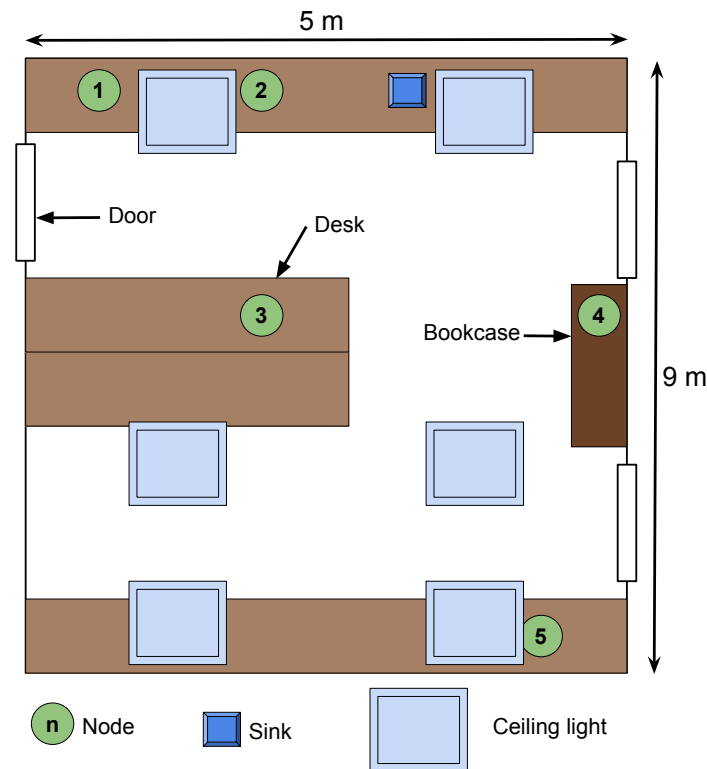 5 m
1
2
Door
Desk
3
4
Bookcase
9 m
5
n
Node
Sink
Ceiling light